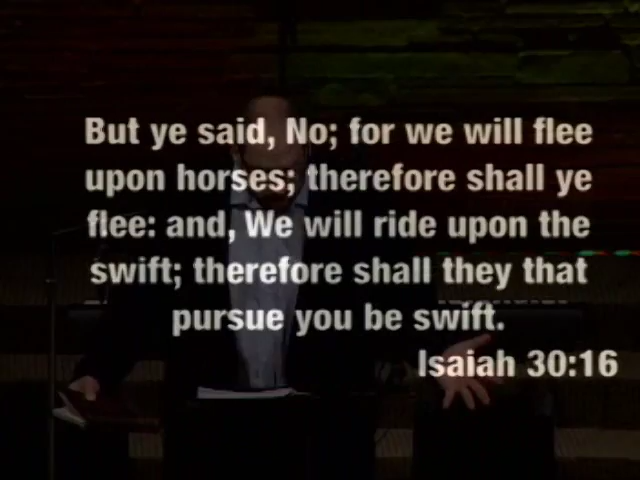 But ye said, No; for we will flee
upon horses; therefore shall ye
flee: and, We will ride upon the
swift; therefore shall they that
pursue you be swift.
Isaiah 30:16